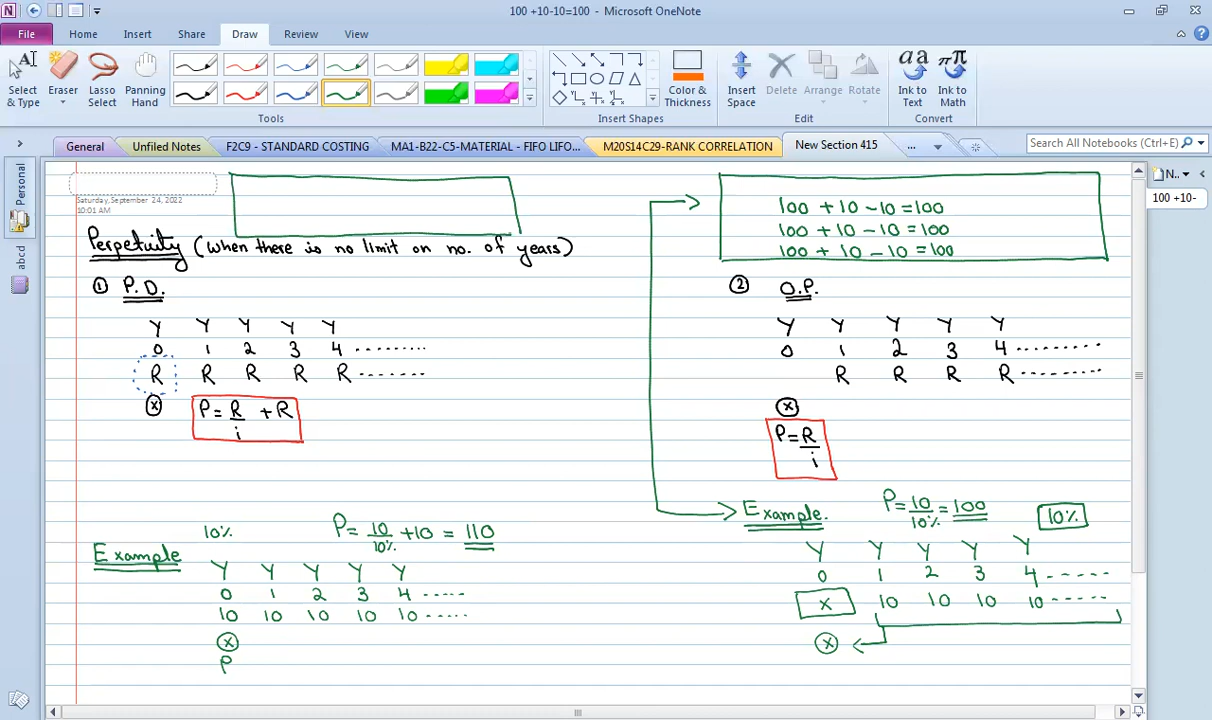 100 +10-10=100 - Microsoft OneNote
File Home Insert Share Draw Review View
Select & Type
Eraser
Lasso Select
Panning Hand
Color & Thickness
Insert Space
Delete
Arrange
Rotate
Ink to Text
Ink to Math
Tools
Insert Shapes
Edit
Convert
General
Unfiled Notes
F2C9 - STANDARD COSTING
MA1-B22-C5-MATERIAL - FIFO LIFO...
M20S14C29-RANK CORRELATION
New Section 415
...
Search All Notebooks (Ctrl+E)
Personal
abcd
N..
100 +10-
Saturday, September 24, 2022
10:01 AM
Perpetuity (when there is no limit on no. of years)
① P.D.
Y Y Y Y Y
0 1 2 3 4 ........
R R R R R ........
ⓧ P = R/i + R
Example
10%
P = 10/10% + 10 = 110
Y Y Y Y Y
0 1 2 3 4 .....
10 10 10 10 10 .....
ⓧ
P
100 + 10 - 10 = 100
100 + 10 - 10 = 100
100 + 10 - 10 = 100
② O.P.
Y Y Y Y Y
0 1 2 3 4 ........
R R R R ........
ⓧ
P = R/i
Example.
P = 10/10% = 100
10%
Y Y Y Y Y
0 1 2 3 4 .....
x 10 10 10 10 .....
ⓧ